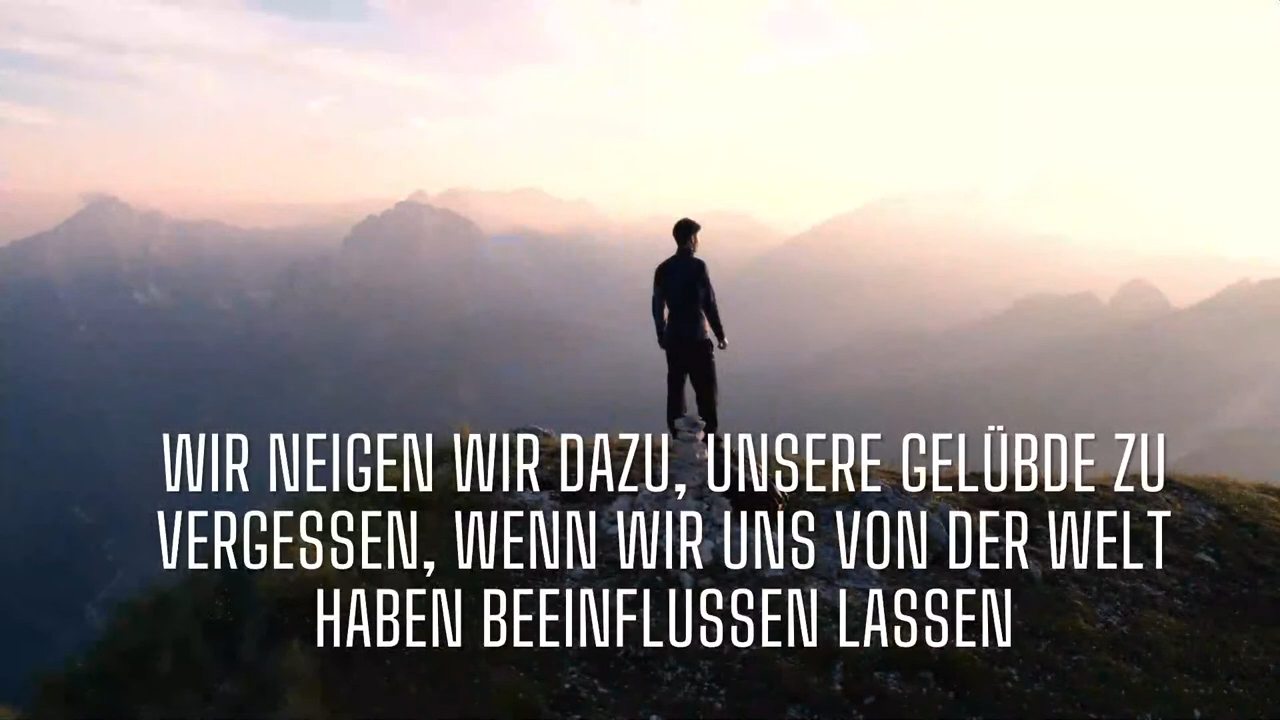 WIR NEIGEN WIR DAZU, UNSERE GELÜBDE ZU
VERGESSEN, WENN WIR UNS VON DER WELT
HABEN BEEINFLUSSEN LASSEN